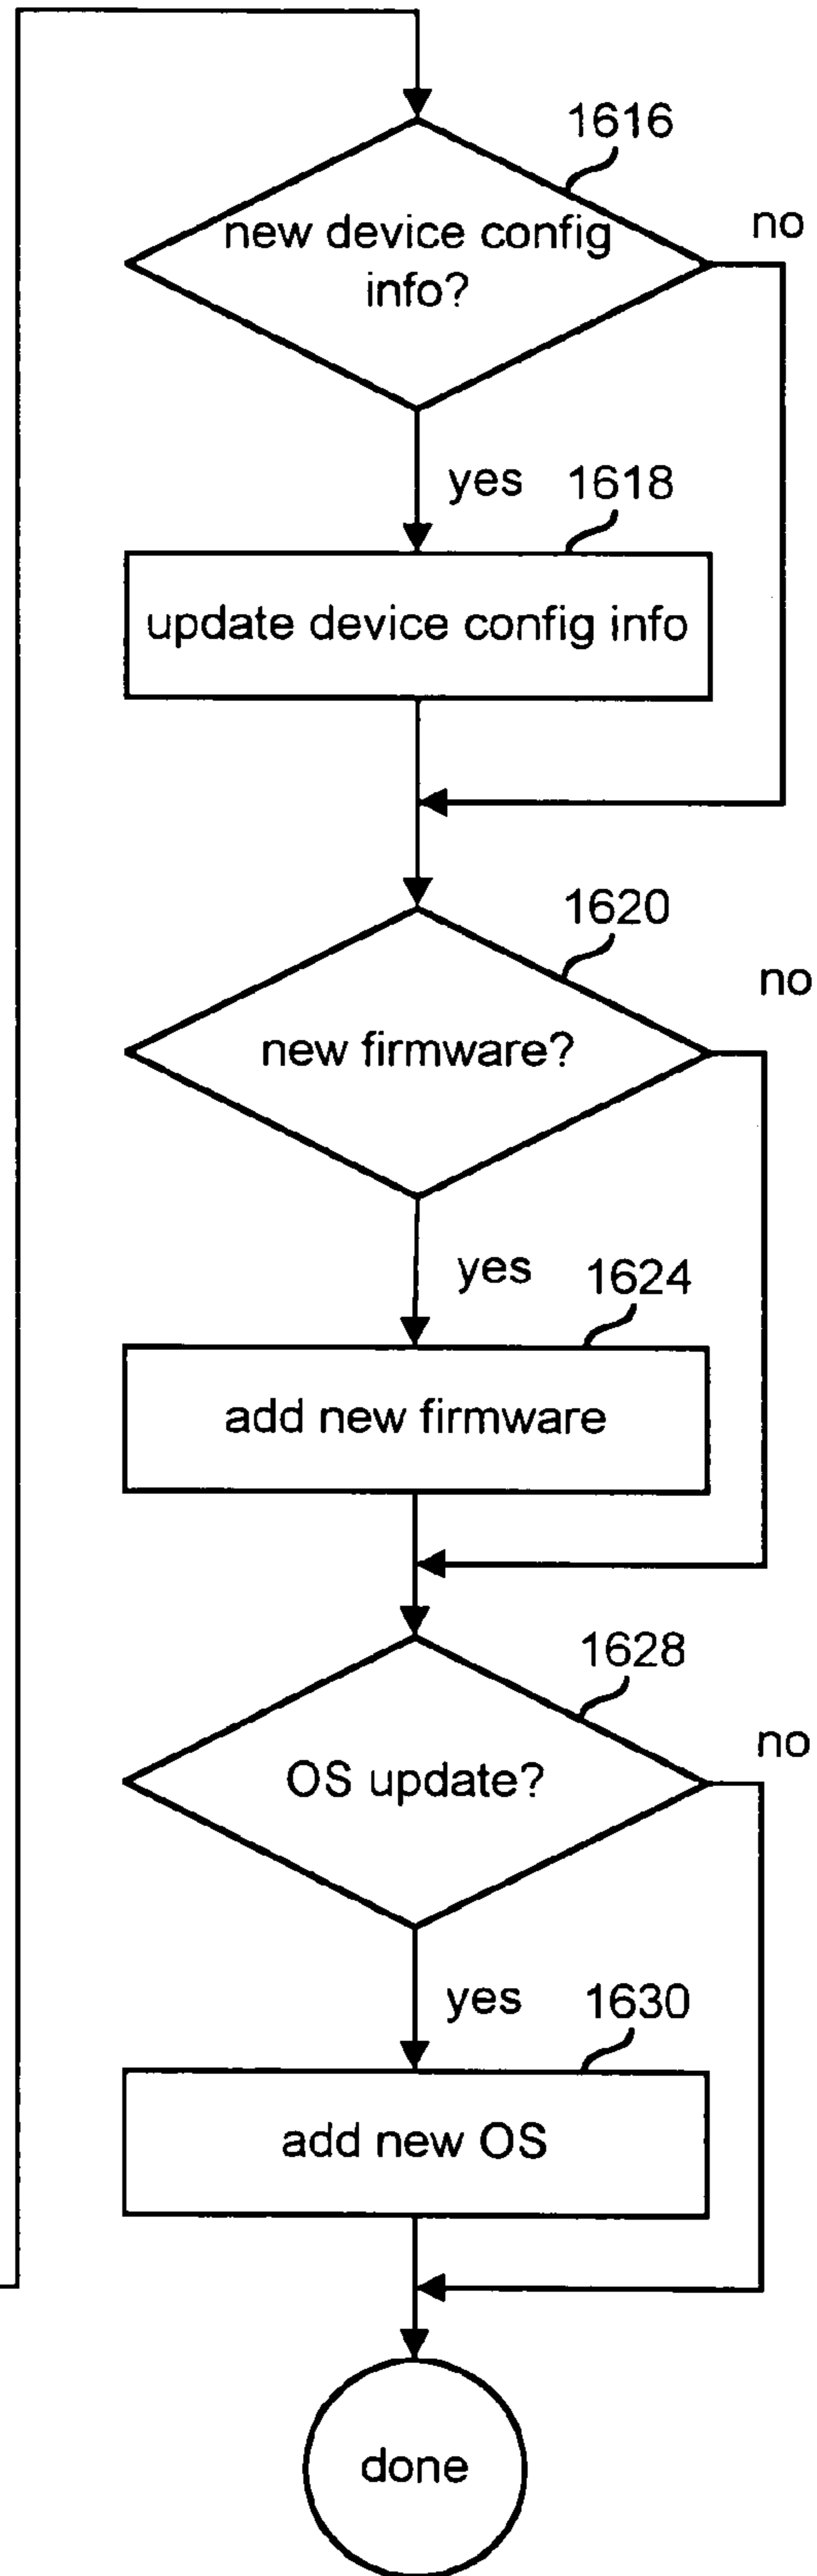 1616
new device config
info?
no
yes
1618
update device config info
1620
no
new firmware?
yes
1624
add new firmware
1628
no
OS update?
yes
1630
add new OS
done